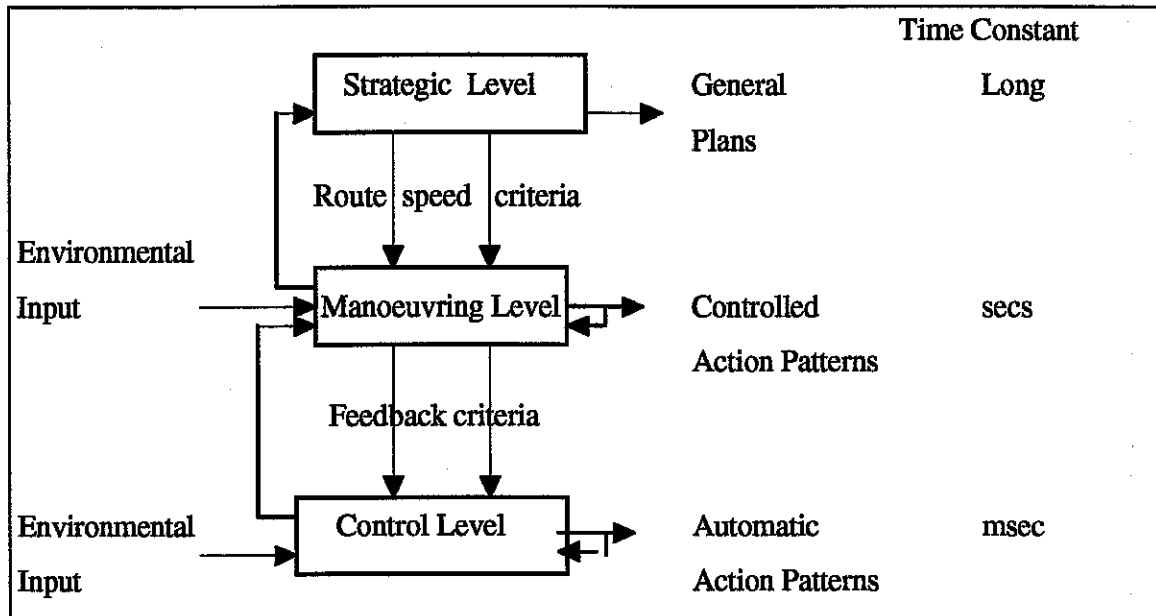 Time Constant
Strategic Level
General
Long
Plans
Route speed criteria
Environmental
Input
Manoeuvring Level
Controlled
secs
Action Patterns
Feedback criteria
Environmental
Control Level
Automatic
msec
Input
Action Patterns